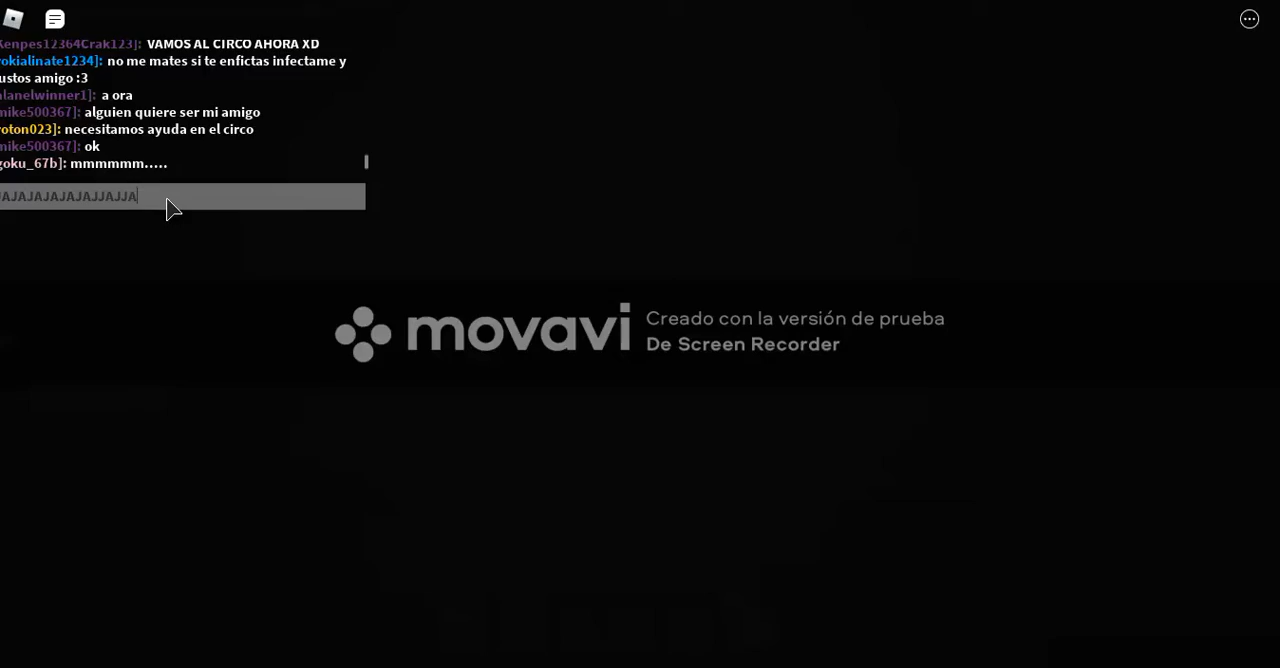 Kenpes12364Crak123]: VAMOS AL CIRCO AHORA XD
okialinate1234]: no me mates si te enfictas infectame y
ustos amigo :3
alanelwinner1]: a ora
mike500367]: alguien quiere ser mi amigo
roton023]: necesitamos ayuda en el circo
mike500367]: ok
goku_67b]: mmmmmm.....
JAJAJAJAJAJAJJAJJA
movavi
Creado con la versión de prueba
De Screen Recorder